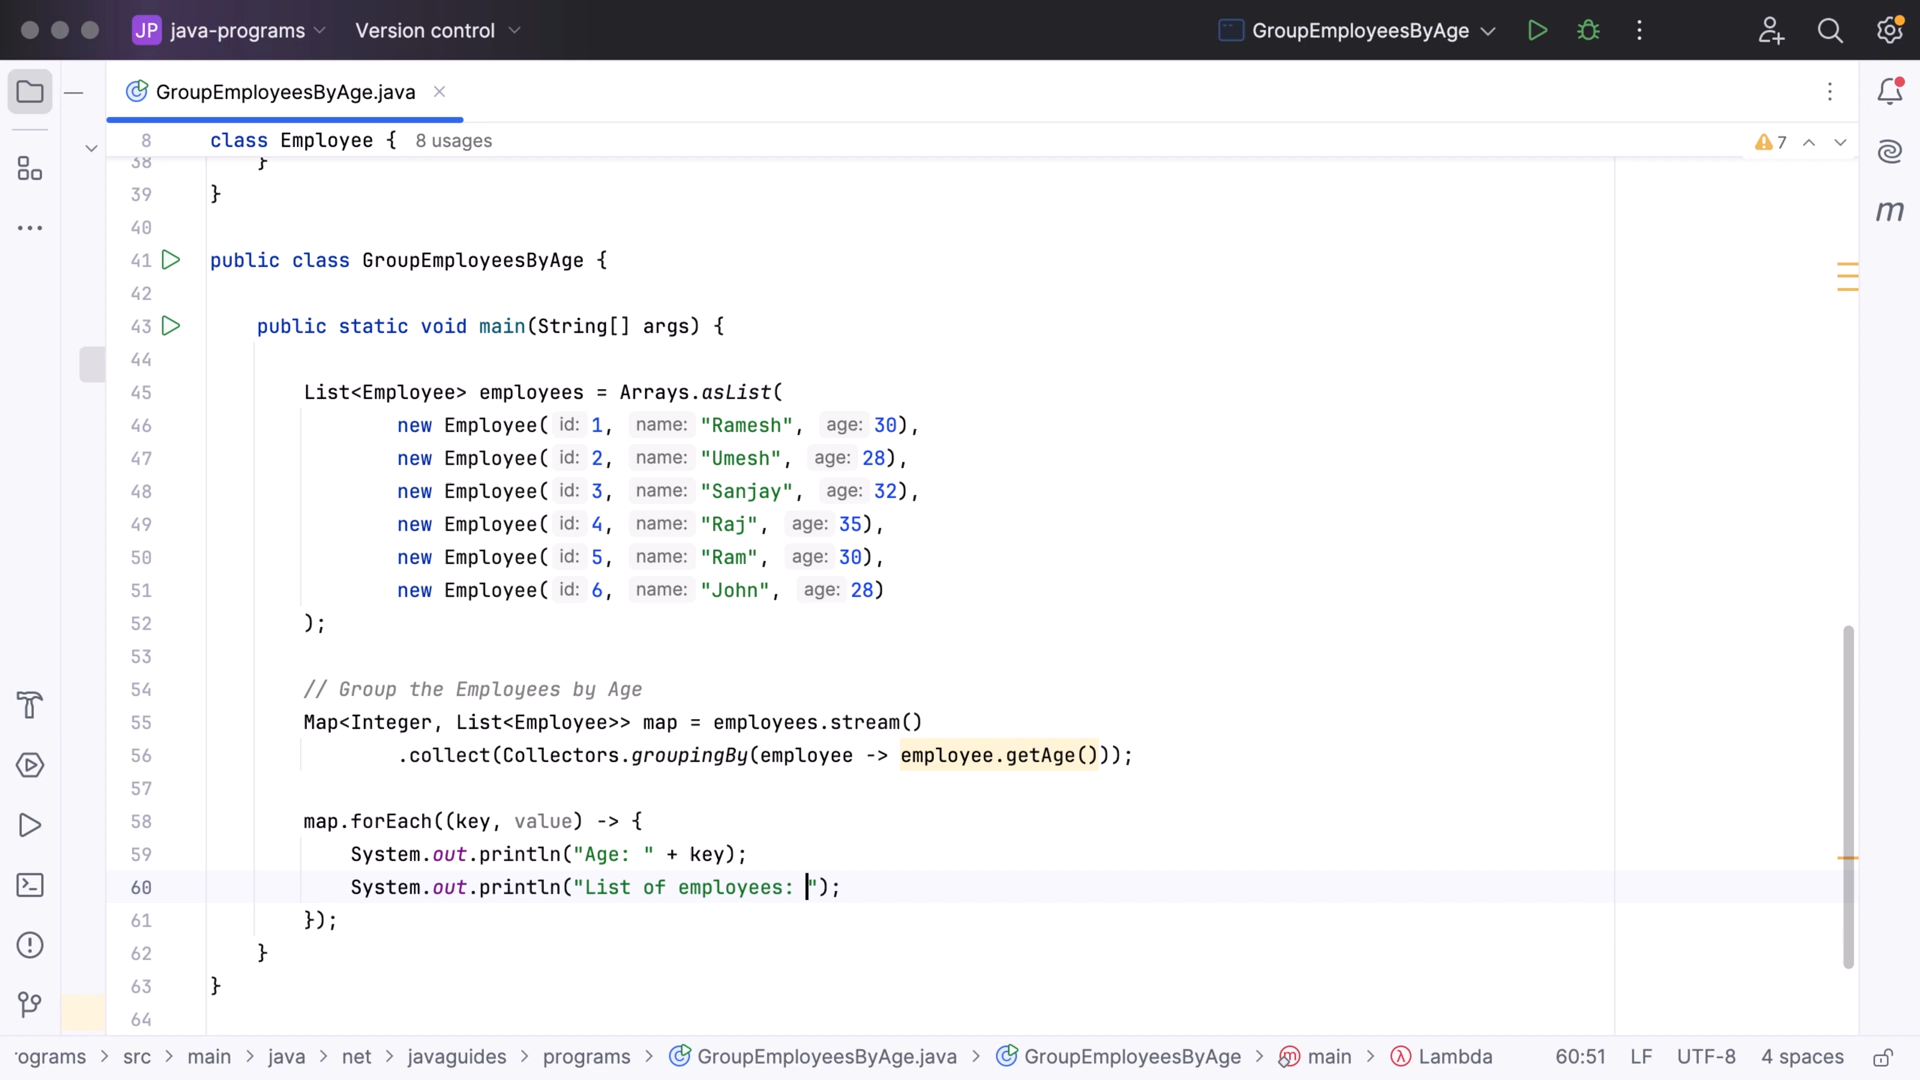 JP java-programs Version control GroupEmployeesByAge
GroupEmployeesByAge.java
8 class Employee { 8 usages 7
38 }
39 }
40
41 public class GroupEmployeesByAge {
42
43 public static void main(String[] args) {
44
45 List<Employee> employees = Arrays.asList(
46 new Employee( id: 1, name: "Ramesh", age: 30),
47 new Employee( id: 2, name: "Umesh", age: 28),
48 new Employee( id: 3, name: "Sanjay", age: 32),
49 new Employee( id: 4, name: "Raj", age: 35),
50 new Employee( id: 5, name: "Ram", age: 30),
51 new Employee( id: 6, name: "John", age: 28)
52 );
53
54 // Group the Employees by Age
55 Map<Integer, List<Employee>> map = employees.stream()
56 .collect(Collectors.groupingBy(employee -> employee.getAge()));
57
58 map.forEach((key, value) -> {
59 System.out.println("Age: " + key);
60 System.out.println("List of employees: ");
61 });
62 }
63 }
64
m
ograms > src > main > java > net > javaguides > programs > GroupEmployeesByAge.java > GroupEmployeesByAge > main > Lambda 60:51 LF UTF-8 4 spaces